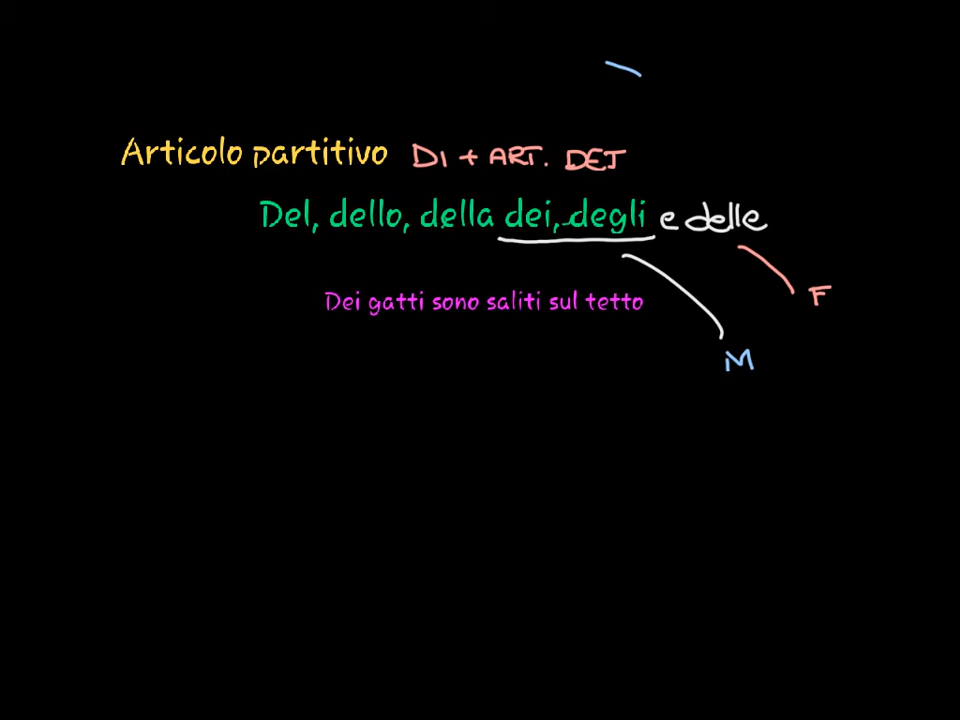 Articolo partitivo DI + ART. DET
Del, dello, della dei, degli e delle
Dei gatti sono saliti sul tetto
F
M